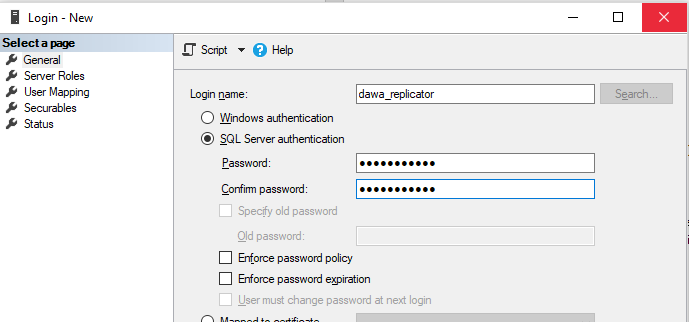 Login - New
Select a page
General
Server Roles
User Mapping
Securables
Status
Script
Help
Login name:
dawa_replicator
Search...
Windows authentication
SQL Server authentication
Password:
●●●●●●●●●●●
Confirm password:
●●●●●●●●●●●
Specify old password
Old password:
Enforce password policy
Enforce password expiration
User must change password at next login
Mapped to certificate